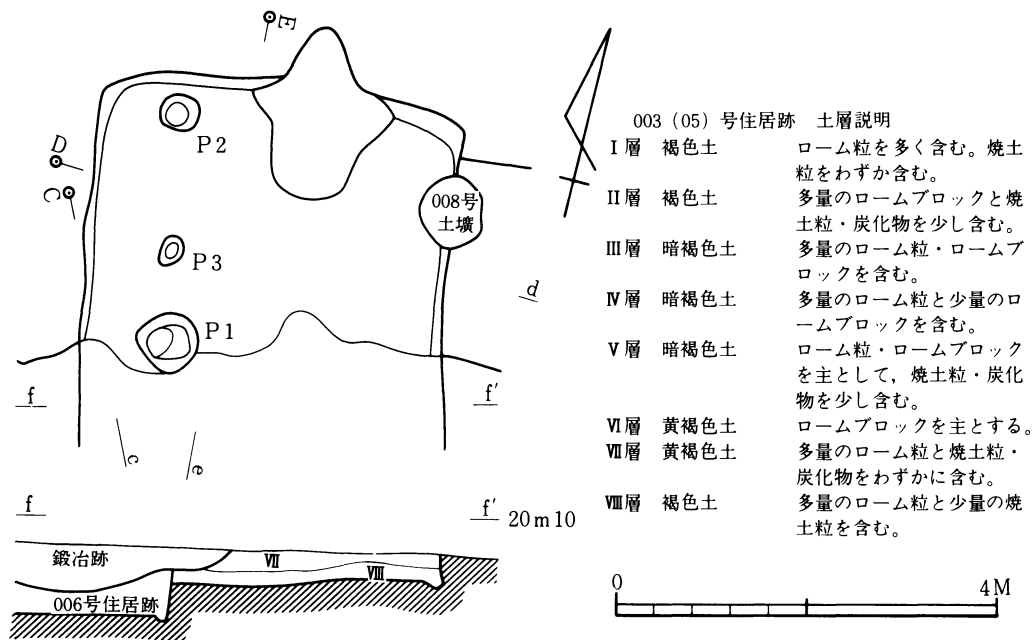 E
D
C
P2
008号
土壙
P3
d
P1
f
f'
c
e
f
f'
20m10
鍛冶跡
Ⅶ
Ⅷ
006号住居跡
003(05)号住居跡 土層説明
Ⅰ層 褐色土 ローム粒を多く含む。焼土
粒をわずか含む。
Ⅱ層 褐色土 多量のロームブロックと焼
土粒・炭化物を少し含む。
Ⅲ層 暗褐色土 多量のローム粒・ロームブ
ロックを含む。
Ⅳ層 暗褐色土 多量のローム粒と少量のロ
ームブロックを含む。
Ⅴ層 暗褐色土 ローム粒・ロームブロック
を主として,焼土粒・炭化
物を少し含む。
Ⅵ層 黄褐色土 ロームブロックを主とする。
Ⅶ層 黄褐色土 多量のローム粒と焼土粒・
炭化物をわずかに含む。
Ⅷ層 褐色土 多量のローム粒と少量の焼
土粒を含む。
0
4M